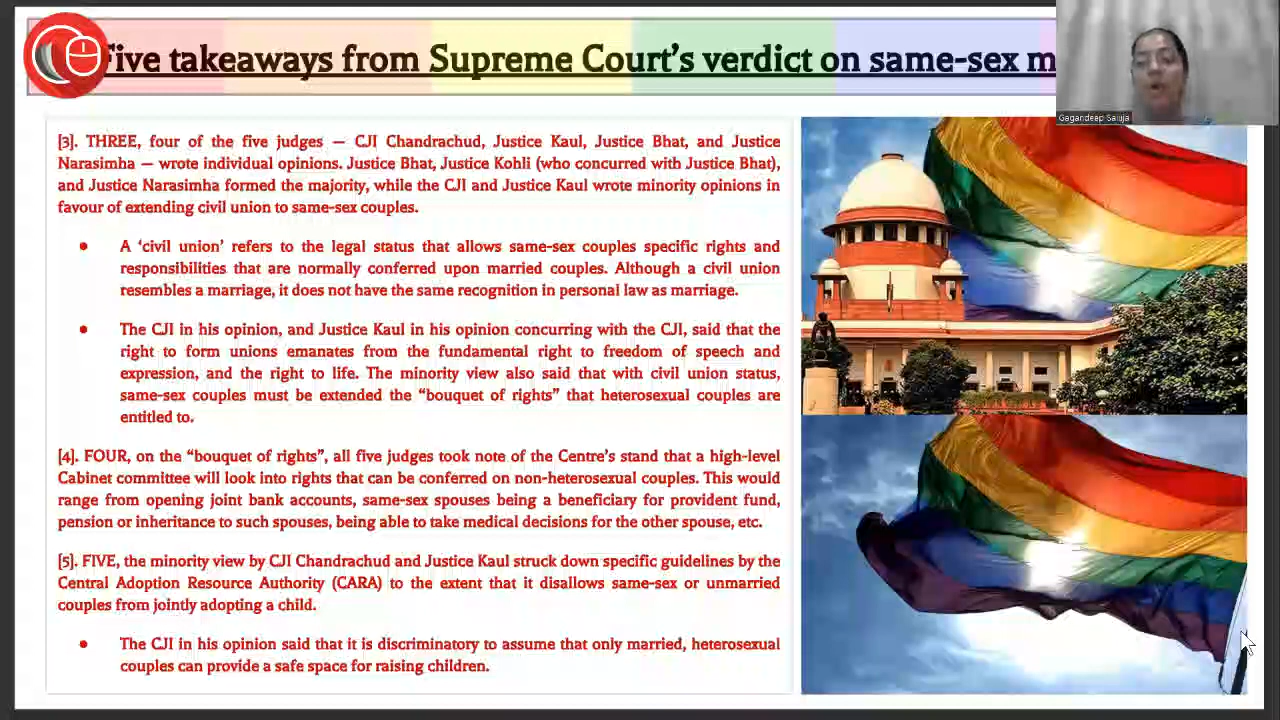 Five takeaways from Supreme Court's verdict on same-sex m
Gagandeep Saluja
[3]. THREE, four of the five judges — CJI Chandrachud, Justice Kaul, Justice Bhat, and Justice
Narasimha — wrote individual opinions. Justice Bhat, Justice Kohli (who concurred with Justice Bhat),
and Justice Narasimha formed the majority, while the CJI and Justice Kaul wrote minority opinions in
favour of extending civil union to same-sex couples.
● A ‘civil union’ refers to the legal status that allows same-sex couples specific rights and
responsibilities that are normally conferred upon married couples. Although a civil union
resembles a marriage, it does not have the same recognition in personal law as marriage.
● The CJI in his opinion, and Justice Kaul in his opinion concurring with the CJI, said that the
right to form unions emanates from the fundamental right to freedom of speech and
expression, and the right to life. The minority view also said that with civil union status,
same-sex couples must be extended the “bouquet of rights” that heterosexual couples are
entitled to.
[4]. FOUR, on the “bouquet of rights”, all five judges took note of the Centre's stand that a high-level
Cabinet committee will look into rights that can be conferred on non-heterosexual couples. This would
range from opening joint bank accounts, same-sex spouses being a beneficiary for provident fund,
pension or inheritance to such spouses, being able to take medical decisions for the other spouse, etc.
[5]. FIVE, the minority view by CJI Chandrachud and Justice Kaul struck down specific guidelines by the
Central Adoption Resource Authority (CARA) to the extent that it disallows same-sex or unmarried
couples from jointly adopting a child.
● The CJI in his opinion said that it is discriminatory to assume that only married, heterosexual
couples can provide a safe space for raising children.